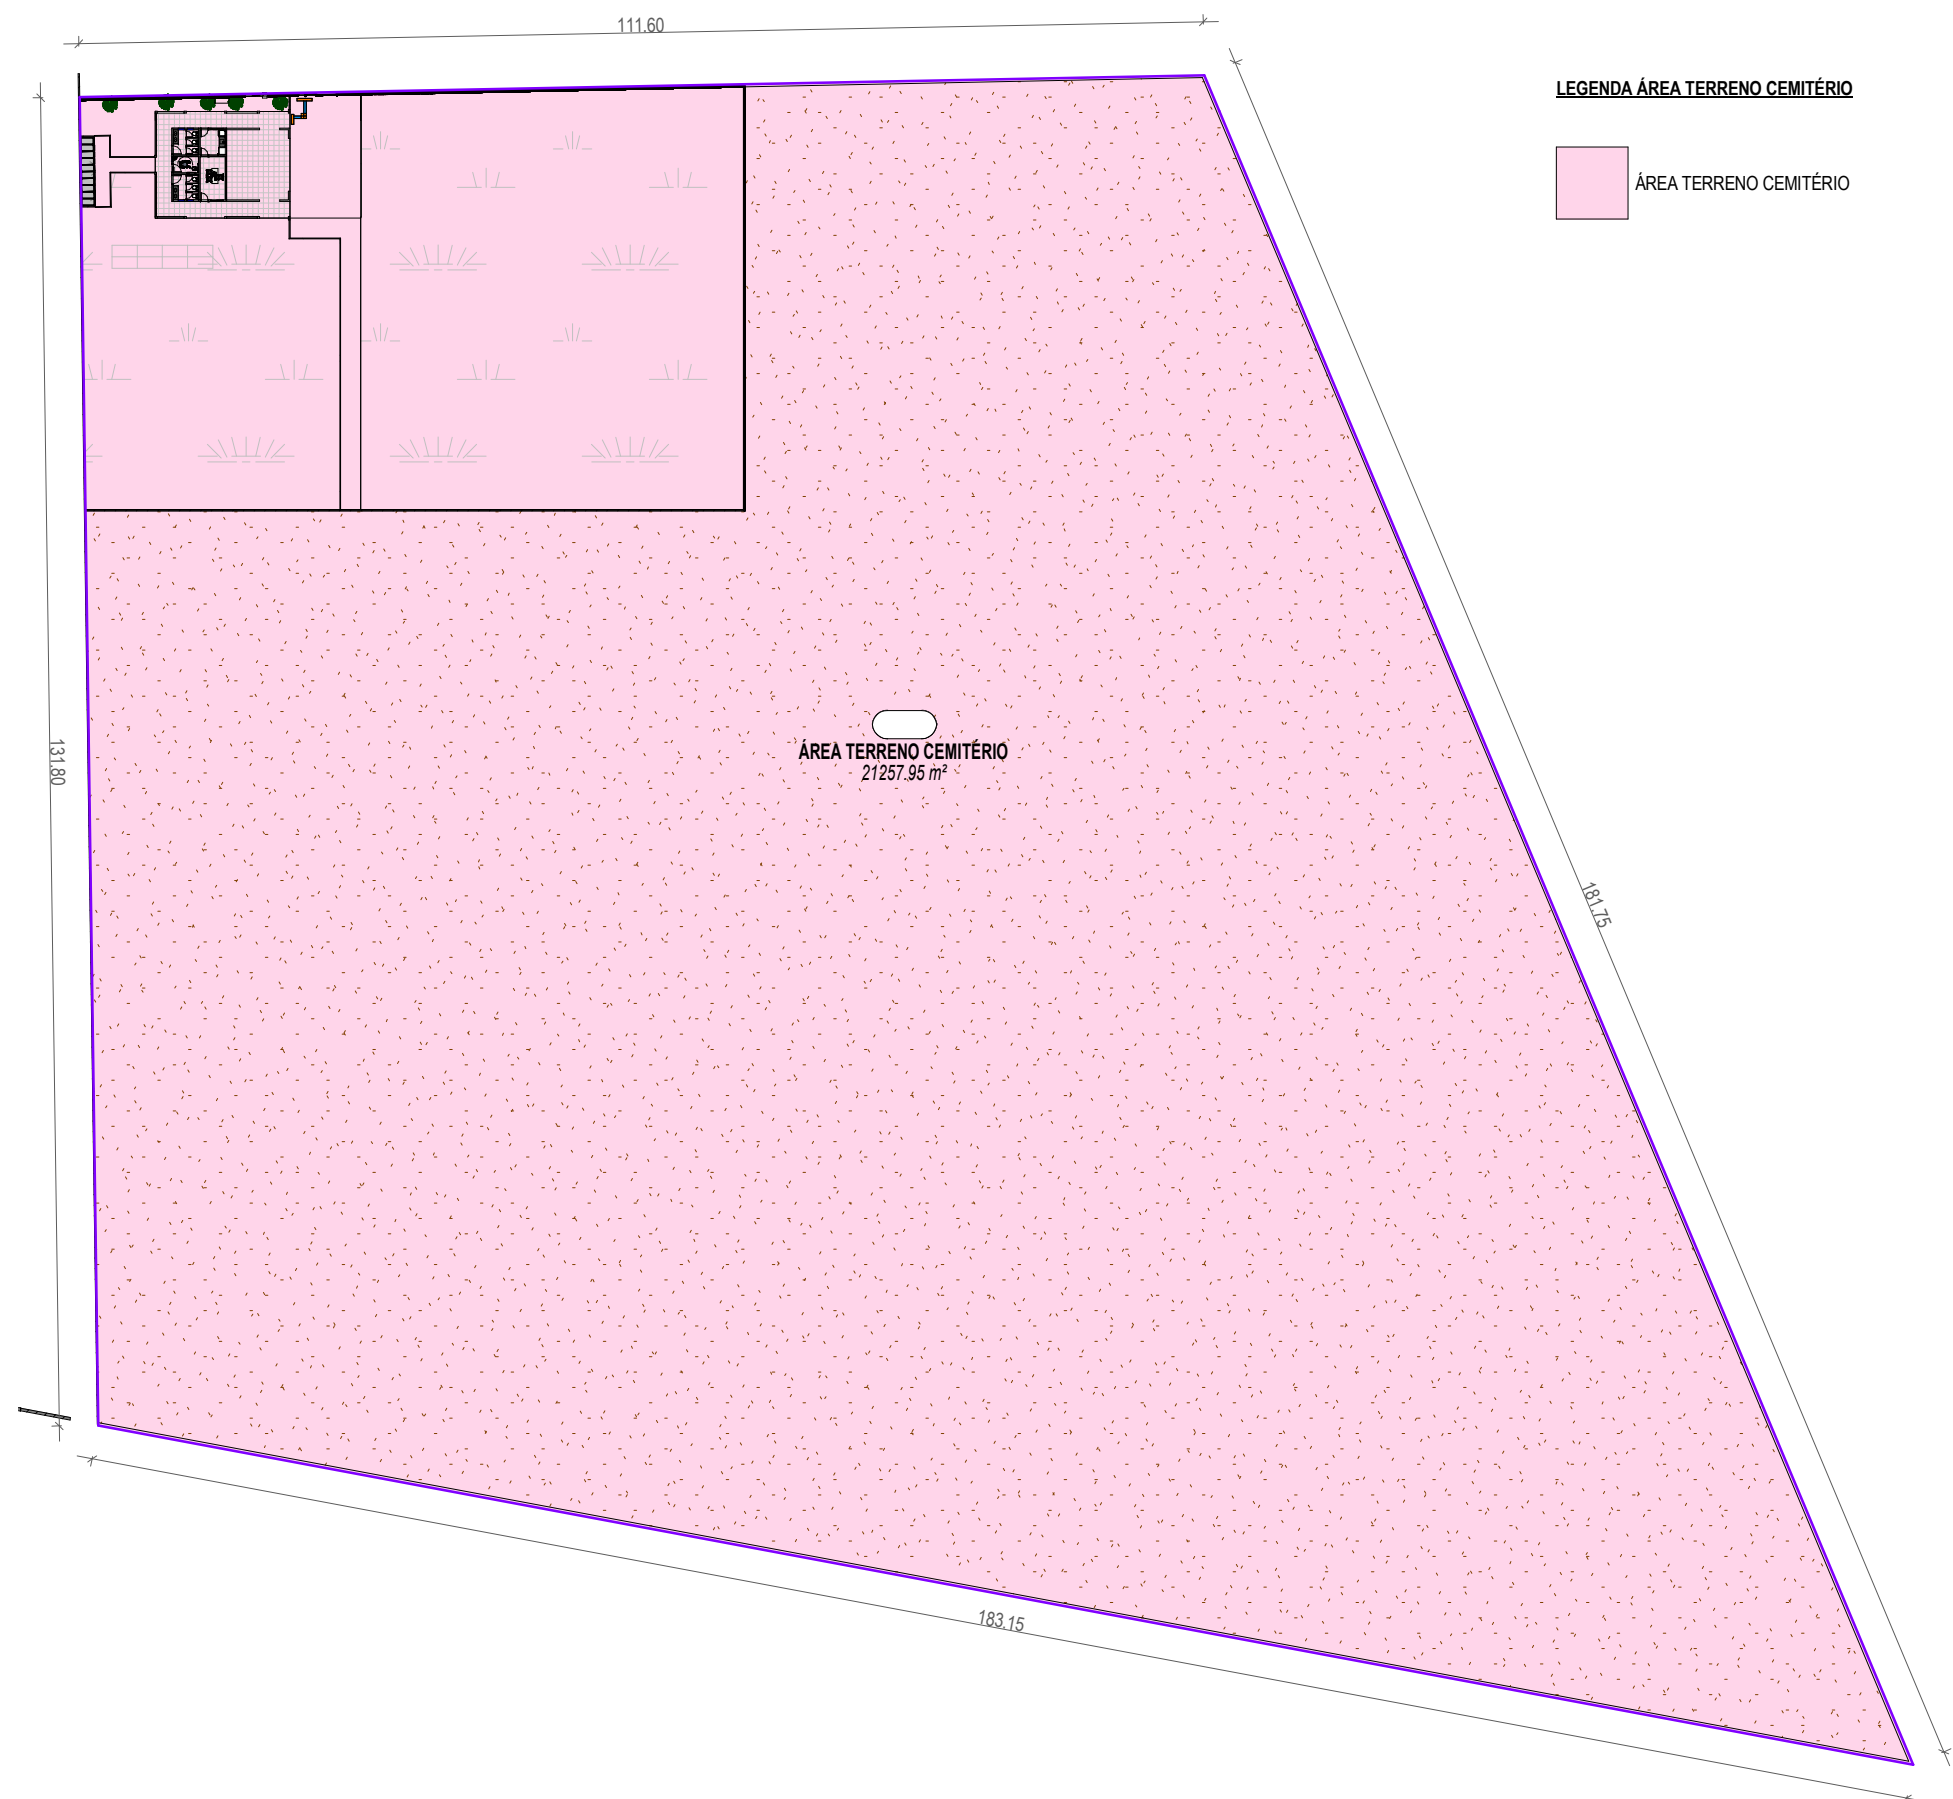 111.60
LEGENDA ÁREA TERRENO CEMITÉRIO
ÁREA TERRENO CEMITÉRIO
131.80
ÁREA TERRENO CEMITÉRIO
21257.95 m²
181.75
183.15